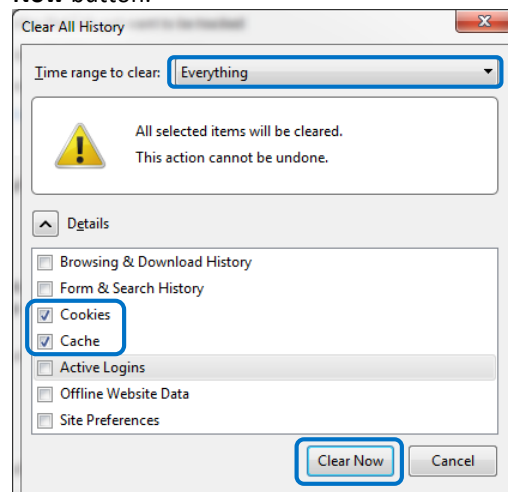 Now button.
Clear All History
Time range to clear: Everything
All selected items will be cleared.
This action cannot be undone.
Details
Browsing & Download History
Form & Search History
Cookies
Cache
Active Logins
Offline Website Data
Site Preferences
Clear Now Cancel